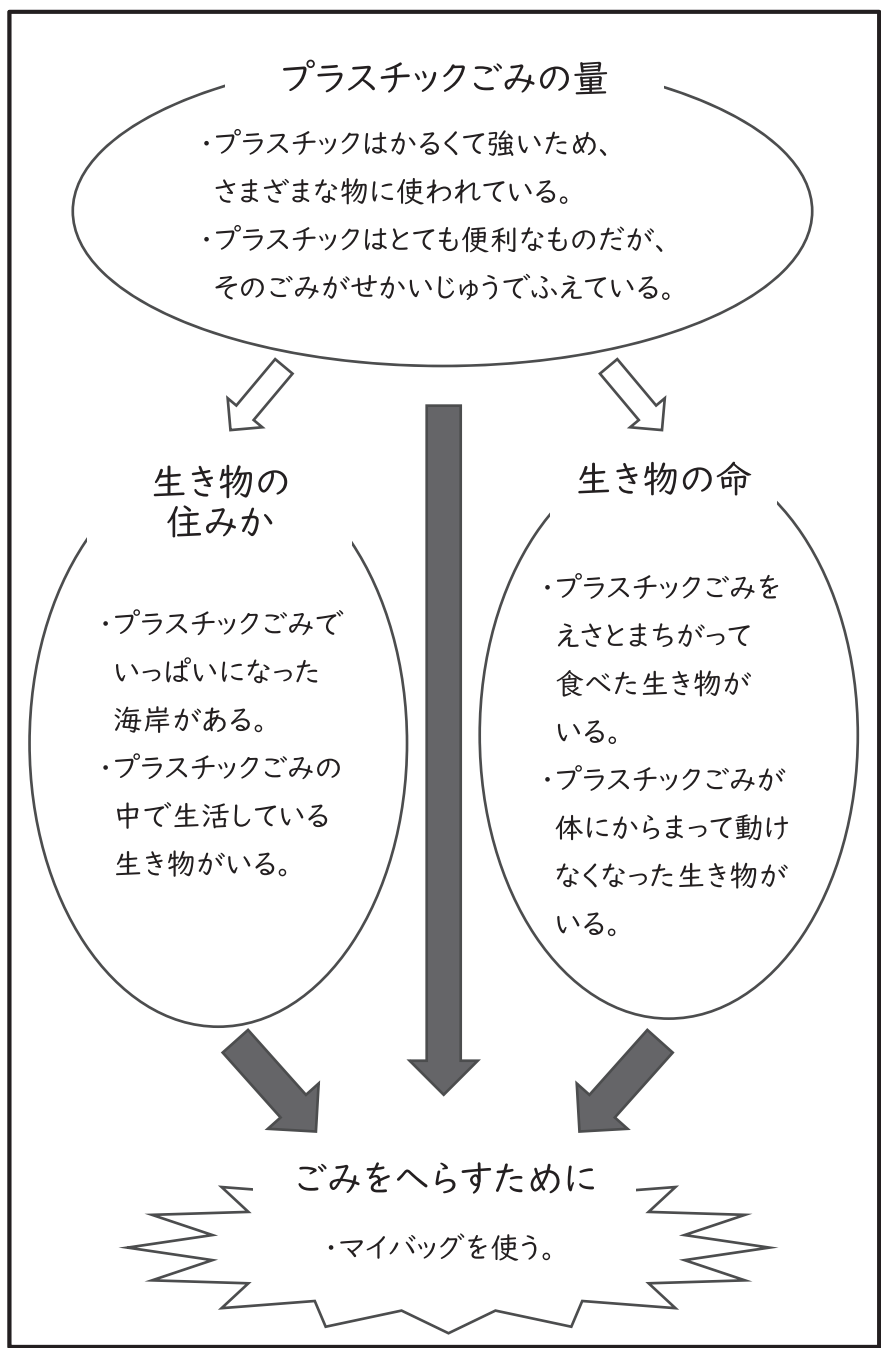 プラスチックごみの量
・プラスチックはかるくて強いため、
さまざまな物に使われている。
・プラスチックはとても便利なものだが、
そのごみがせかいじゅうでふえている。
生き物の
住みか
・プラスチックごみで
いっぱいになった
海岸がある。
・プラスチックごみの
中で生活している
生き物がいる。
生き物の命
・プラスチックごみを
えさとまちがって
食べた生き物が
いる。
・プラスチックごみが
体にからまって動け
なくなった生き物が
いる。
ごみをへらすために
・マイバッグを使う。